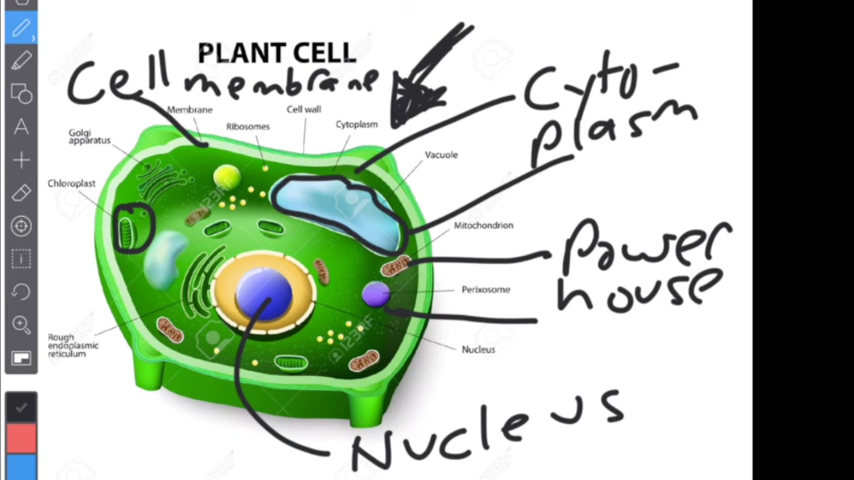 PLANT CELL
Cell membrane
Cyto-
plasm
Membrane
Cell wall
Ribosomes
Cytoplasm
Golgi
apparatus
Vacuole
Chloroplast
Mitochondrion
Power
house
Perixosome
Rough
endoplasmic
reticulum
Nucleus
Nucleus
123RF